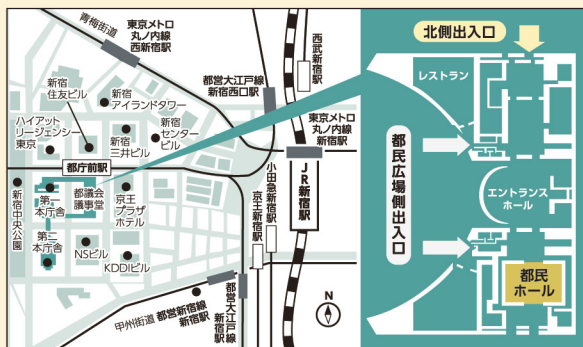 青梅街道
東京メトロ
丸ノ内線
西新宿駅
西武新宿駅
都営大江戸線
新宿西口駅
東京メトロ
丸ノ内線
新宿駅
新宿
住友ビル
新宿
アイランドタワー
ハイアット
リージェンシー
東京
新宿
三井ビル
新宿
センター
ビル
都庁前駅
新宿中央公園
第一
本庁舎
都議会
議事堂
京王
プラザ
ホテル
第二
本庁舎
NSビル
KDDIビル
小田急新宿駅
京王新宿駅
JR新宿駅
甲州街道
都営新宿線
新宿駅
都営大江戸線
新宿駅
N
北側出入口
レストラン
都民広場側出入口
エントランス
ホール
都民
ホール